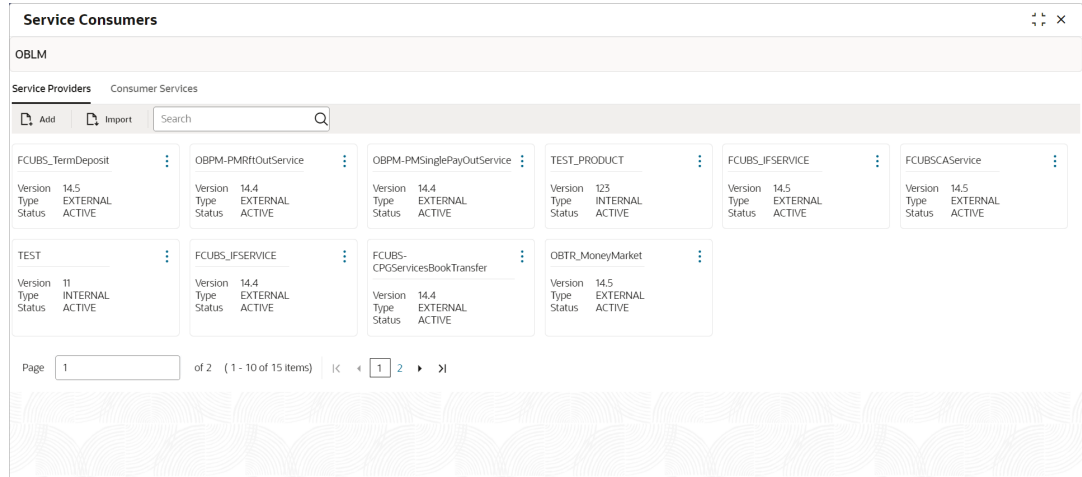 Service Consumers
OBLM
Service Providers Consumer Services
Add Import Search
FCUBS_TermDeposit
Version 14.5
Type EXTERNAL
Status ACTIVE
OBPM-PMRftOutService
Version 14.4
Type EXTERNAL
Status ACTIVE
OBPM-PMSinglePayOutService
Version 14.4
Type EXTERNAL
Status ACTIVE
TEST_PRODUCT
Version 123
Type INTERNAL
Status ACTIVE
FCUBS_IFSERVICE
Version 14.5
Type EXTERNAL
Status ACTIVE
FCUBSCAService
Version 14.5
Type EXTERNAL
Status ACTIVE
TEST
Version 11
Type INTERNAL
Status ACTIVE
FCUBS_IFSERVICE
Version 14.4
Type EXTERNAL
Status ACTIVE
FCUBS-
CPGServicesBookTransfer
Version 14.4
Type EXTERNAL
Status ACTIVE
OBTR_MoneyMarket
Version 14.5
Type EXTERNAL
Status ACTIVE
Page 1 of 2 ( 1 - 10 of 15 items) 1 2